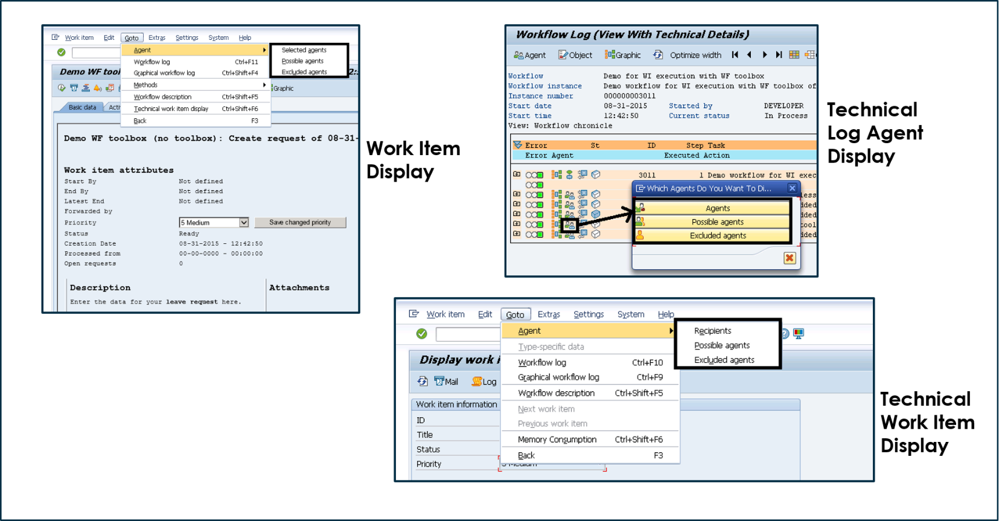 Work item Edit Goto Extras Settings System Help
Agent
Selected agents
Possible agents
Excluded agents
Workflow log Ctrl+F11
Graphical workflow log Ctrl+Shift+F4
Methods
Workflow description Ctrl+Shift+F5
Technical work item display Ctrl+Shift+F6
Back F3
Demo WF tool
Graphic
Basic data
Demo WF toolbox (no toolbox): Create request of 08-31-
Work item attributes
Start By Not defined
End By Not defined
Latest End Not defined
Forwarded by
Priority 5 Medium Save changed priority
Status Ready
Creation Date 08-31-2015 - 12:42:50
Processed from 00-00-0000 - 00:00:00
Open requests 0
Description Attachments
Enter the data for your leave request here.
Work Item
Display
Workflow Log (View With Technical Details)
Agent Object Graphic Optimize width
Workflow Demo for WI execution with WF toolbox
Workflow instance Demo workflow for WI execution with WF toolbox of
Instance number 000000003011
Start date 08-31-2015 Started by DEVELOPER
Start time 12:42:50 Current status In Process
View: Workflow chronicle
Error St ID Step Task
Error Agent Executed Action
3011 1 Demo workflow for WI exec
Which Agents Do You Want To Di...
Agents
Possible agents
Excluded agents
Technical
Log Agent
Display
Work item Edit Goto Extras Settings System Help
Agent
Recipients
Possible agents
Excluded agents
Type-specific data
Workflow log Ctrl+F10
Graphical workflow log Ctrl+F9
Workflow description Ctrl+Shift+F5
Next work item
Previous work item
Memory Consumption Ctrl+Shift+F6
Back F3
Display work i
Mail Log
Work item information
ID
Title
Status
Priority 5 Medium
Technical
Work Item
Display